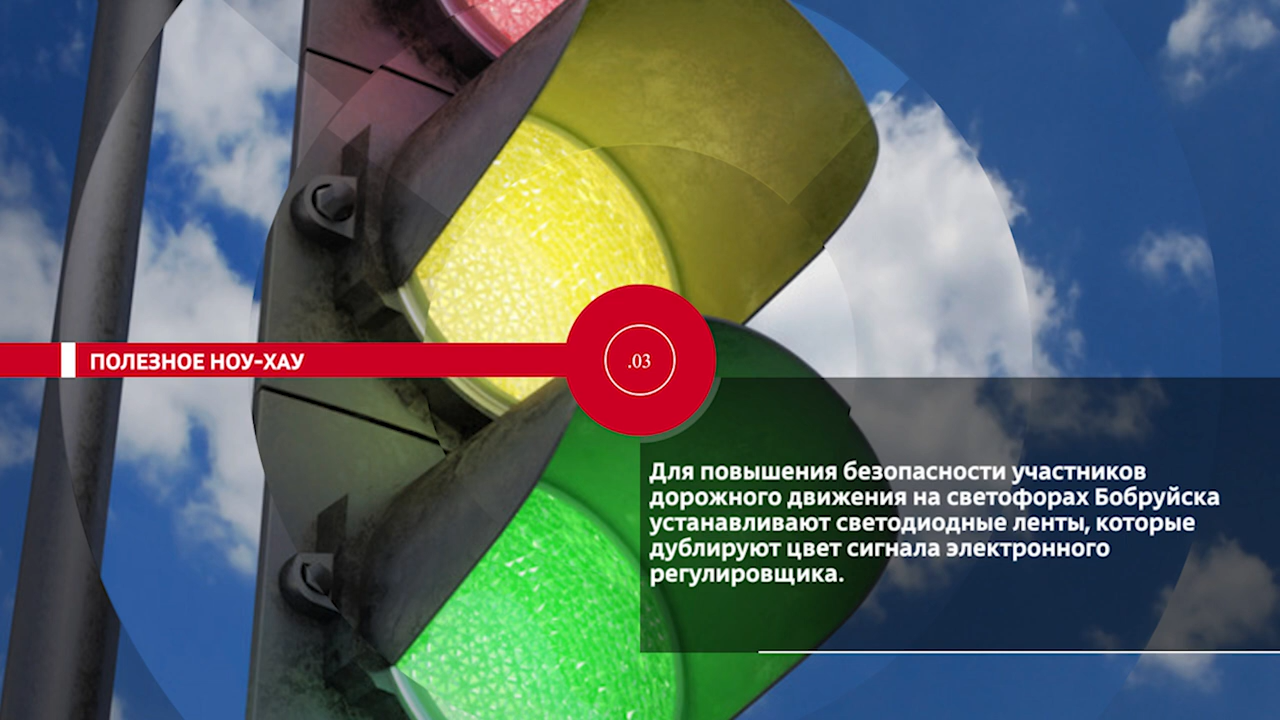 ПОЛЕЗНОЕ НОУ-ХАУ
.03
Для повышения безопасности участников
дорожного движения на светофорах Бобруйска
устанавливают светодиодные ленты, которые
дублируют цвет сигнала электронного
регулировщика.